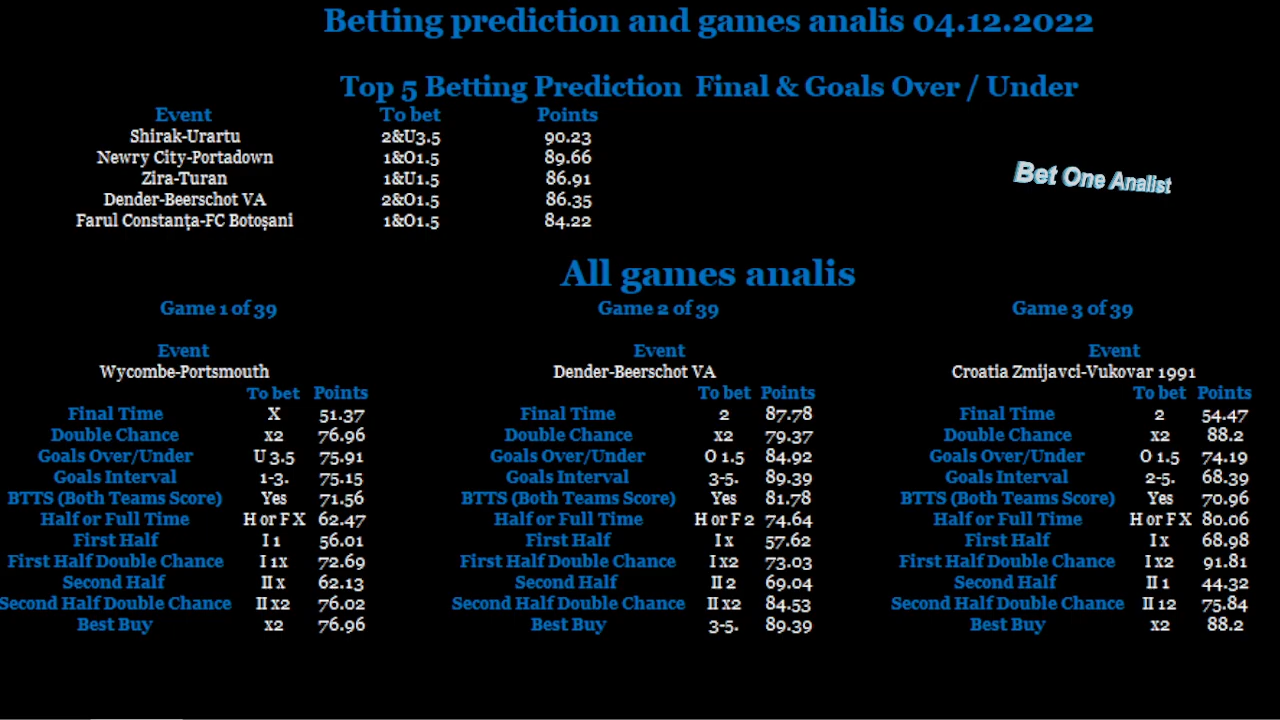 Betting prediction and games analis 04.12.2022
Top 5 Betting Prediction Final & Goals Over / Under
Event To bet Points
Shirak-Urartu 2&U3.5 90.23
Newry City-Portadown 1&O1.5 89.66
Zira-Turan 1&U1.5 86.91
Dender-Beerschot VA 2&O1.5 86.35
Farul Constanța-FC Botoșani 1&O1.5 84.22
Bet One Analist
All games analis
Game 1 of 39 Game 2 of 39 Game 3 of 39
Event Event Event
Wycombe-Portsmouth Dender-Beerschot VA Croatia Zmijavci-Vukovar 1991
To bet Points To bet Points To bet Points
Final Time X 51.37 Final Time 2 87.78 Final Time 2 54.47
Double Chance x2 76.96 Double Chance x2 79.37 Double Chance x2 88.2
Goals Over/Under U 3.5 75.91 Goals Over/Under O 1.5 84.92 Goals Over/Under O 1.5 74.19
Goals Interval 1-3. 75.15 Goals Interval 3-5. 89.39 Goals Interval 2-5. 68.39
BTTS (Both Teams Score) Yes 71.56 BTTS (Both Teams Score) Yes 81.78 BTTS (Both Teams Score) Yes 70.96
Half or Full Time H or F X 62.47 Half or Full Time H or F 2 74.64 Half or Full Time H or F X 80.06
First Half I 1 56.01 First Half I x 57.62 First Half I x 68.98
First Half Double Chance I 1x 72.69 First Half Double Chance I x2 73.03 First Half Double Chance I x2 91.81
Second Half II x 62.13 Second Half II 2 69.04 Second Half II 1 44.32
Second Half Double Chance II x2 76.02 Second Half Double Chance II x2 84.53 Second Half Double Chance II 12 75.84
Best Buy x2 76.96 Best Buy 3-5. 89.39 Best Buy x2 88.2